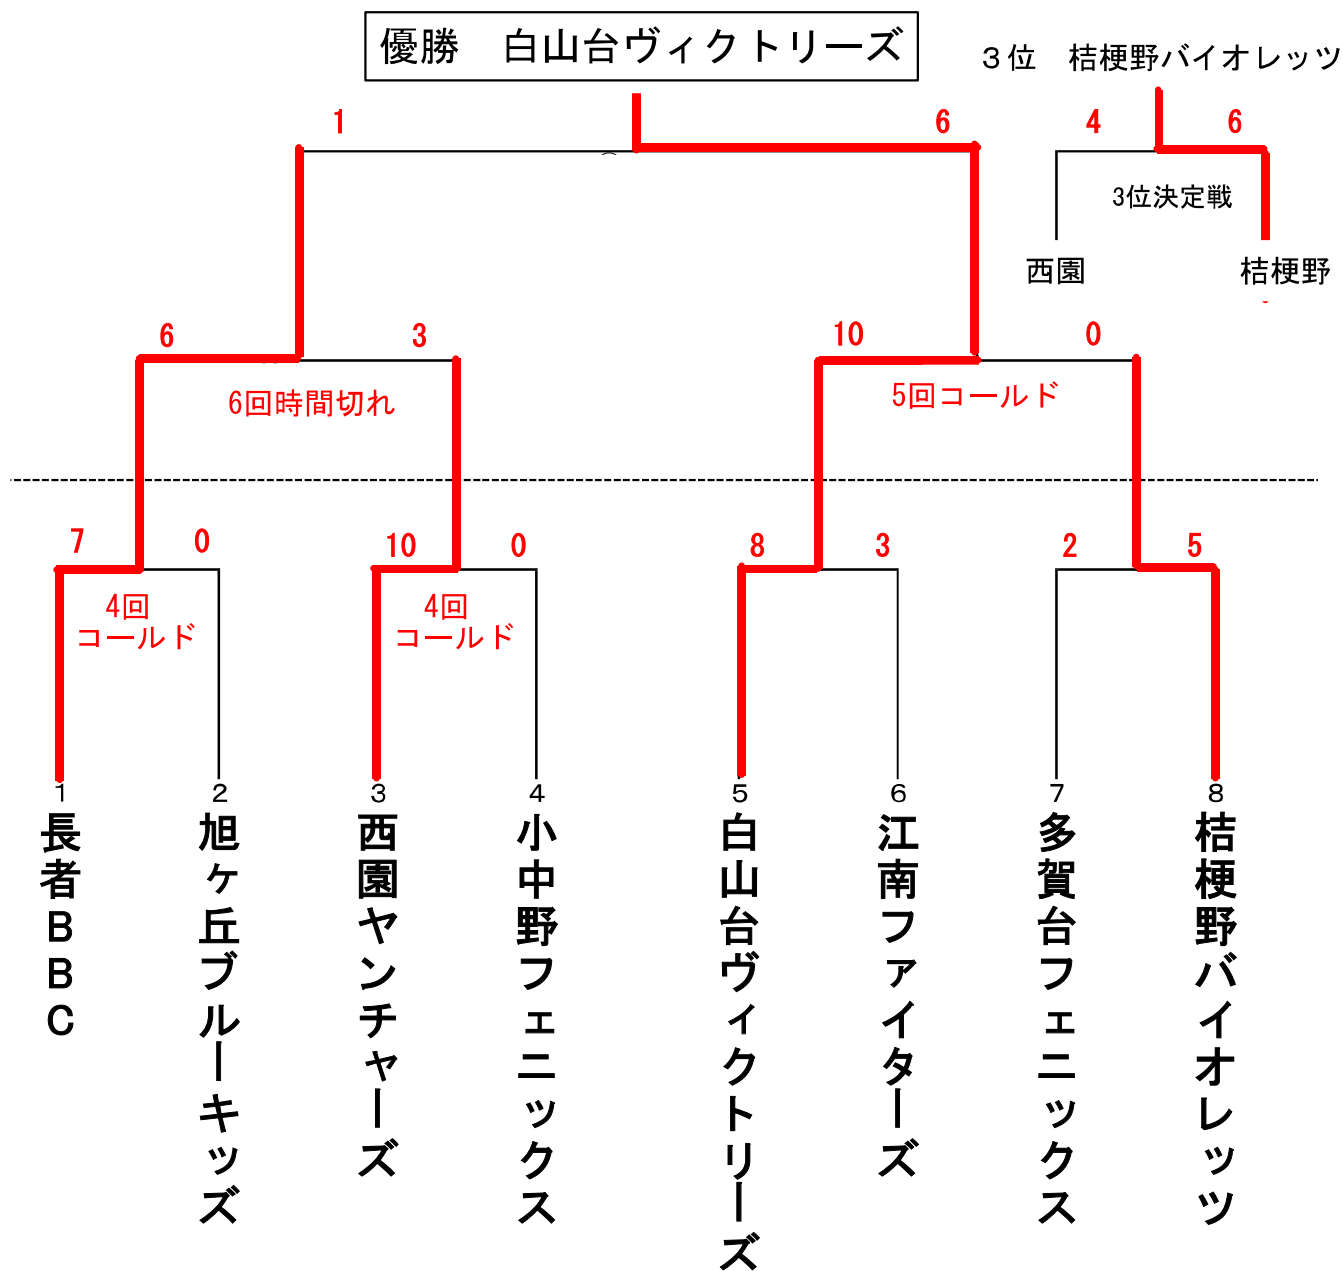 優勝　白山台ヴィクトリーズ
３位　桔梗野バイオレッツ
1
6
4
6
3位決定戦
西園
桔梗野
6
3
10
0
6回時間切れ
5回コールド
7
0
10
0
8
3
2
5
4回
コールド
4回
コールド
1
2
3
4
5
6
7
8
長者ＢＢＣ
旭ヶ丘ブルーキッズ
西園ヤンチャーズ
小中野フェニックス
白山台ヴィクトリーズ
江南ファイターズ
多賀台フェニックス
桔梗野バイオレッツ